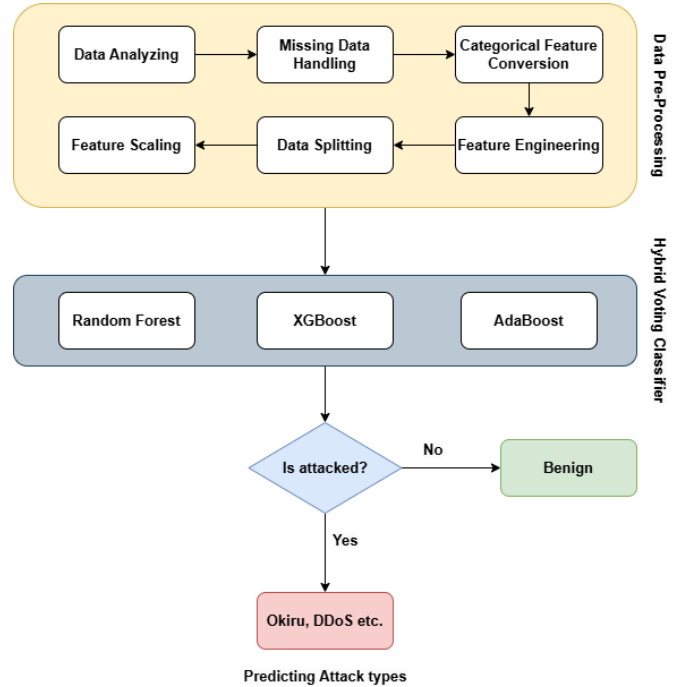 Data Analyzing
Missing Data
Handling
Categorical Feature
Conversion
Feature Scaling
Data Splitting
Feature Engineering
Data Pre-Processing
Random Forest
XGBoost
AdaBoost
Hybrid Voting Classifier
Is attacked?
No
Benign
Yes
Okiru, DDoS etc.
Predicting Attack types